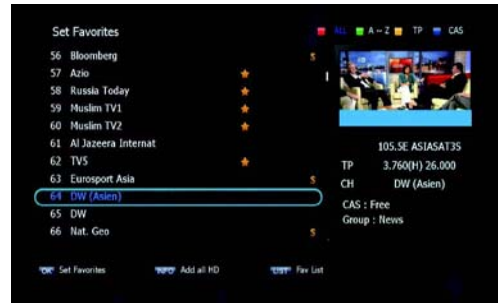 Set Favorites
ALL A -- Z TP CAS
56 Bloomberg $
57 Azio
58 Russia Today
59 Muslim TV1
60 Muslim TV2
61 Al Jazeera Internat
62 TV5
63 Eurosport Asia $
64 DW (Asien)
65 DW
66 Nat. Geo $
105.5E ASIASAT3S
TP 3.760(H) 26.000
CH DW (Asien)
CAS : Free
Group : News
OK Set Favorites INFO Add all HD LIST Fav List